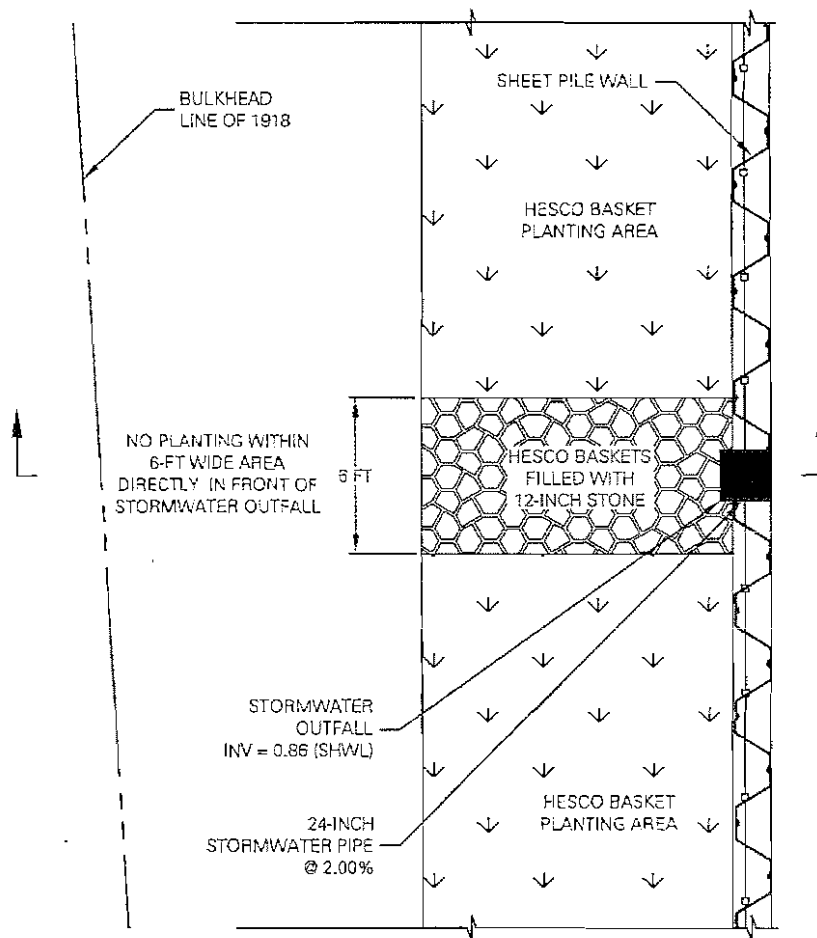 BULKHEAD
LINE OF 1918
SHEET PILE WALL
HESCO BASKET
PLANTING AREA
NO PLANTING WITHIN
6-FT WIDE AREA
DIRECTLY IN FRONT OF
STORMWATER OUTFALL
6 FT
HESCO BASKETS
FILLED WITH
12-INCH STONE
STORMWATER
OUTFALL
INV = 0.86 (SHWL)
24-INCH
STORMWATER PIPE
@ 2.00%
HESCO BASKET
PLANTING AREA